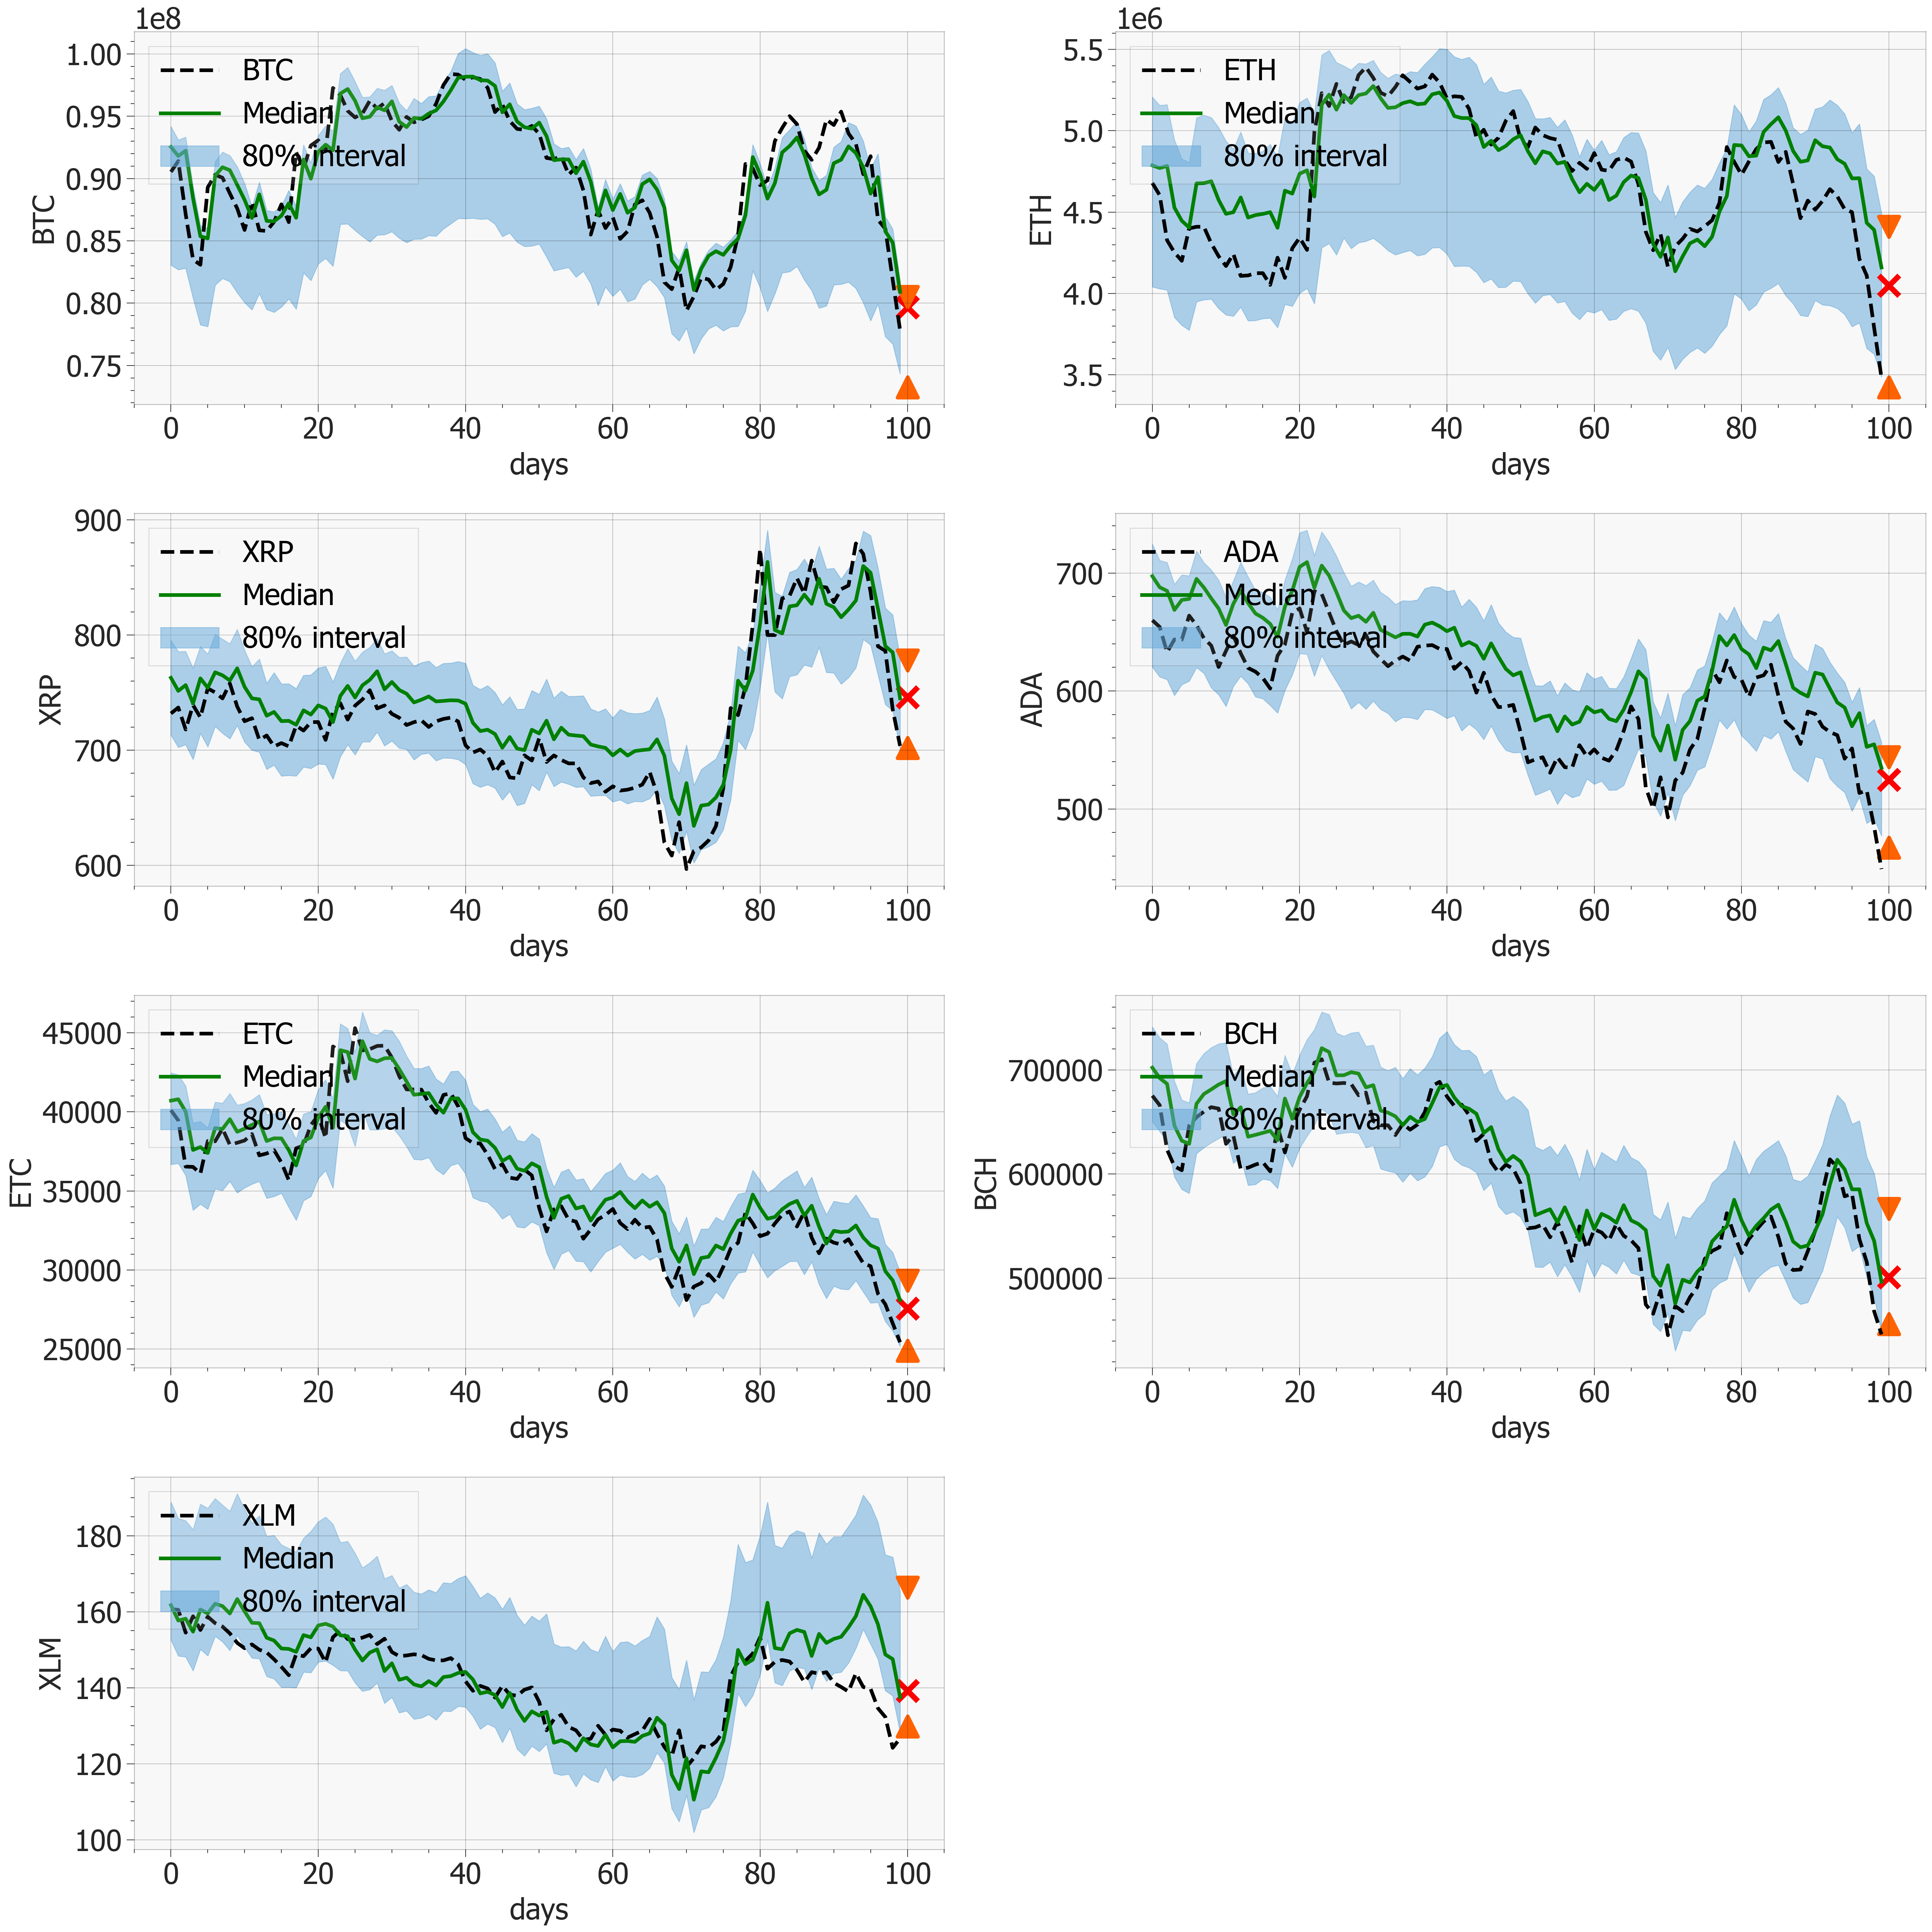 1e8
BTC
Median
80% interval
1.00
0.95
0.90
0.85
0.80
0.75
BTC
0 20 40 60 80 100
days
1e6
ETH
Median
80% interval
5.5
5.0
4.5
4.0
3.5
ETH
0 20 40 60 80 100
days
XRP
Median
80% interval
900
800
700
600
XRP
0 20 40 60 80 100
days
ADA
Median
80% interval
700
600
500
ADA
0 20 40 60 80 100
days
ETC
Median
80% interval
45000
40000
35000
30000
25000
ETC
0 20 40 60 80 100
days
BCH
Median
80% interval
700000
600000
500000
BCH
0 20 40 60 80 100
days
XLM
Median
80% interval
180
160
140
120
100
XLM
0 20 40 60 80 100
days